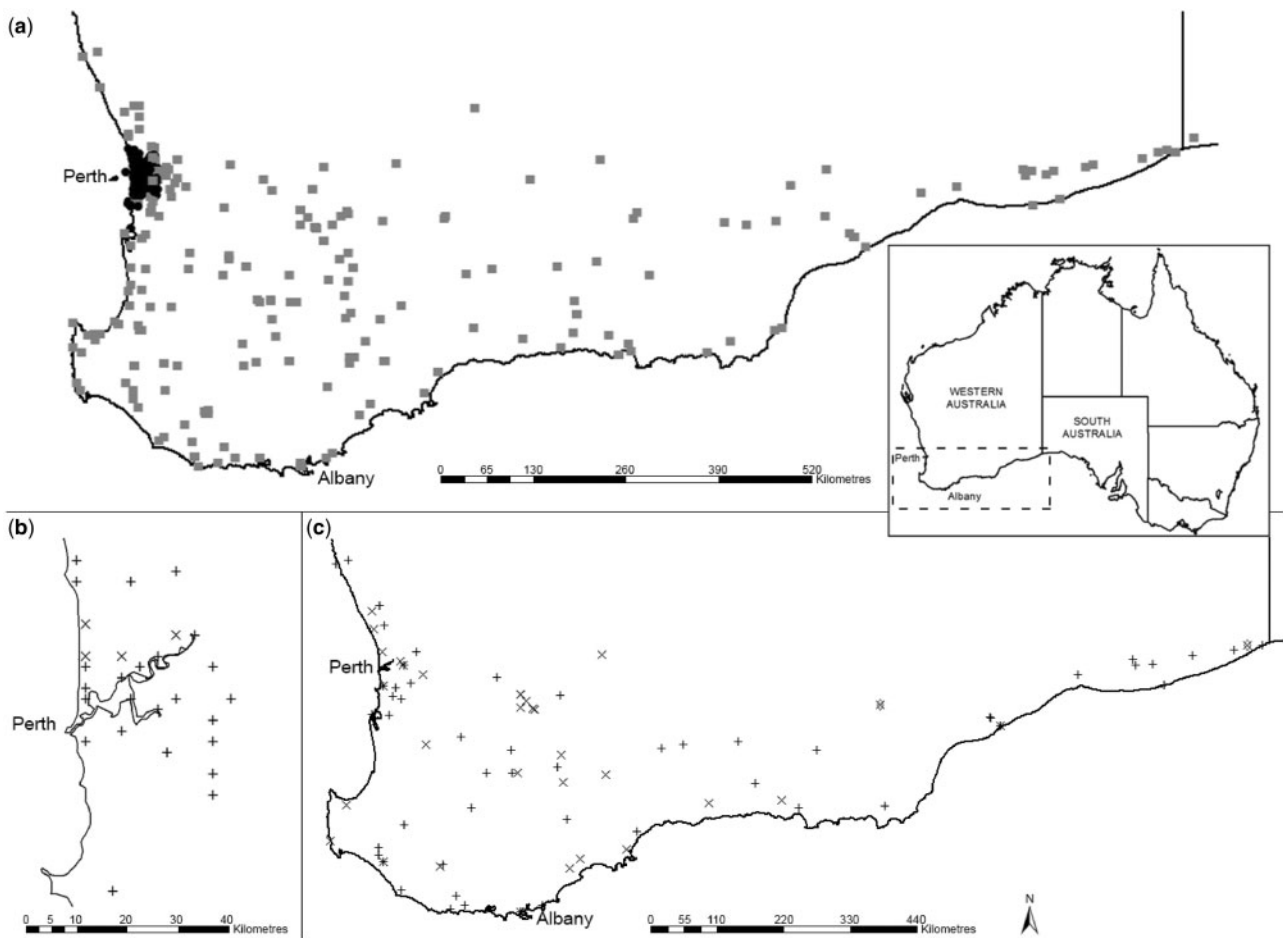 (a)
Perth
Albany
0 65 130 260 390 520
Kilometres
WESTERN
AUSTRALIA
SOUTH
AUSTRALIA
Perth
Albany
(b)
Perth
0 5 10 20 30 40
Kilometres
(c)
Perth
Albany
0 55 110 220 330 440
Kilometres
N